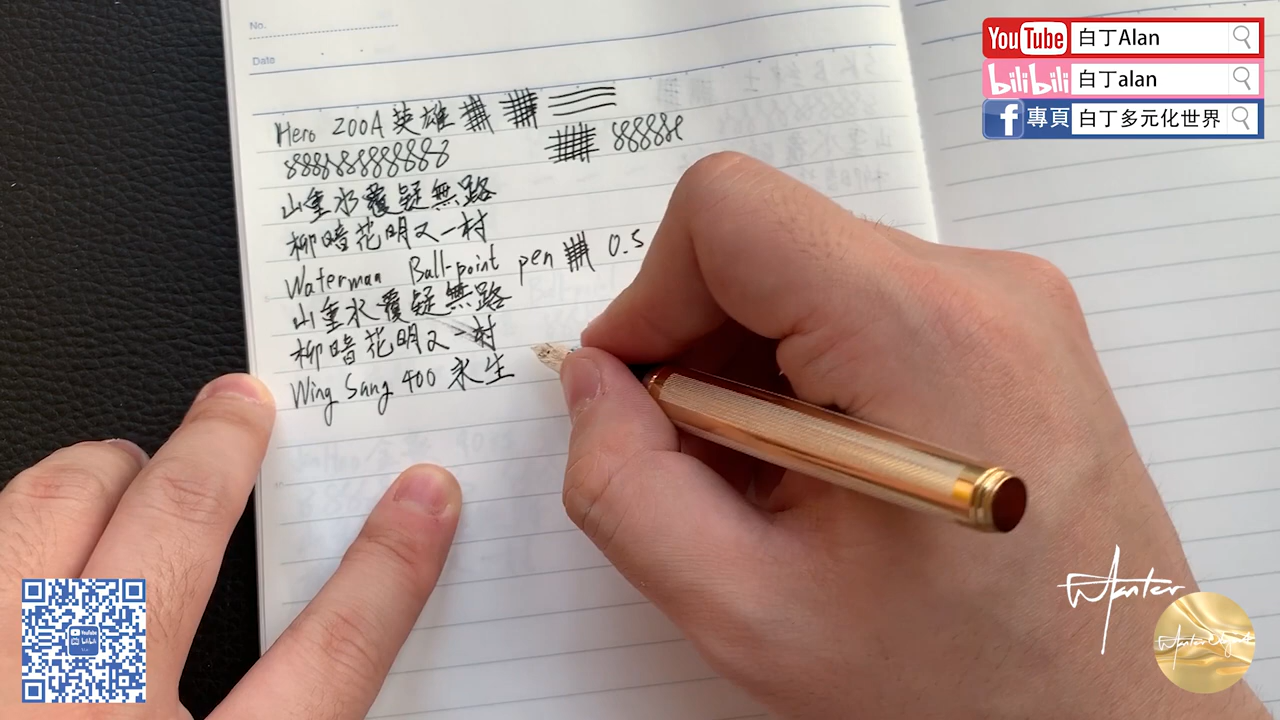 No.
Date
Hero 200A 英雄
山重水覆疑無路
柳暗花明又一村
Waterman Ball-point pen 0.5
山重水覆疑無路
柳暗花明又一村
Wing Sang 400 永生
YouTube 白丁Alan
bilibili 白丁alan
f 專頁 白丁多元化世界